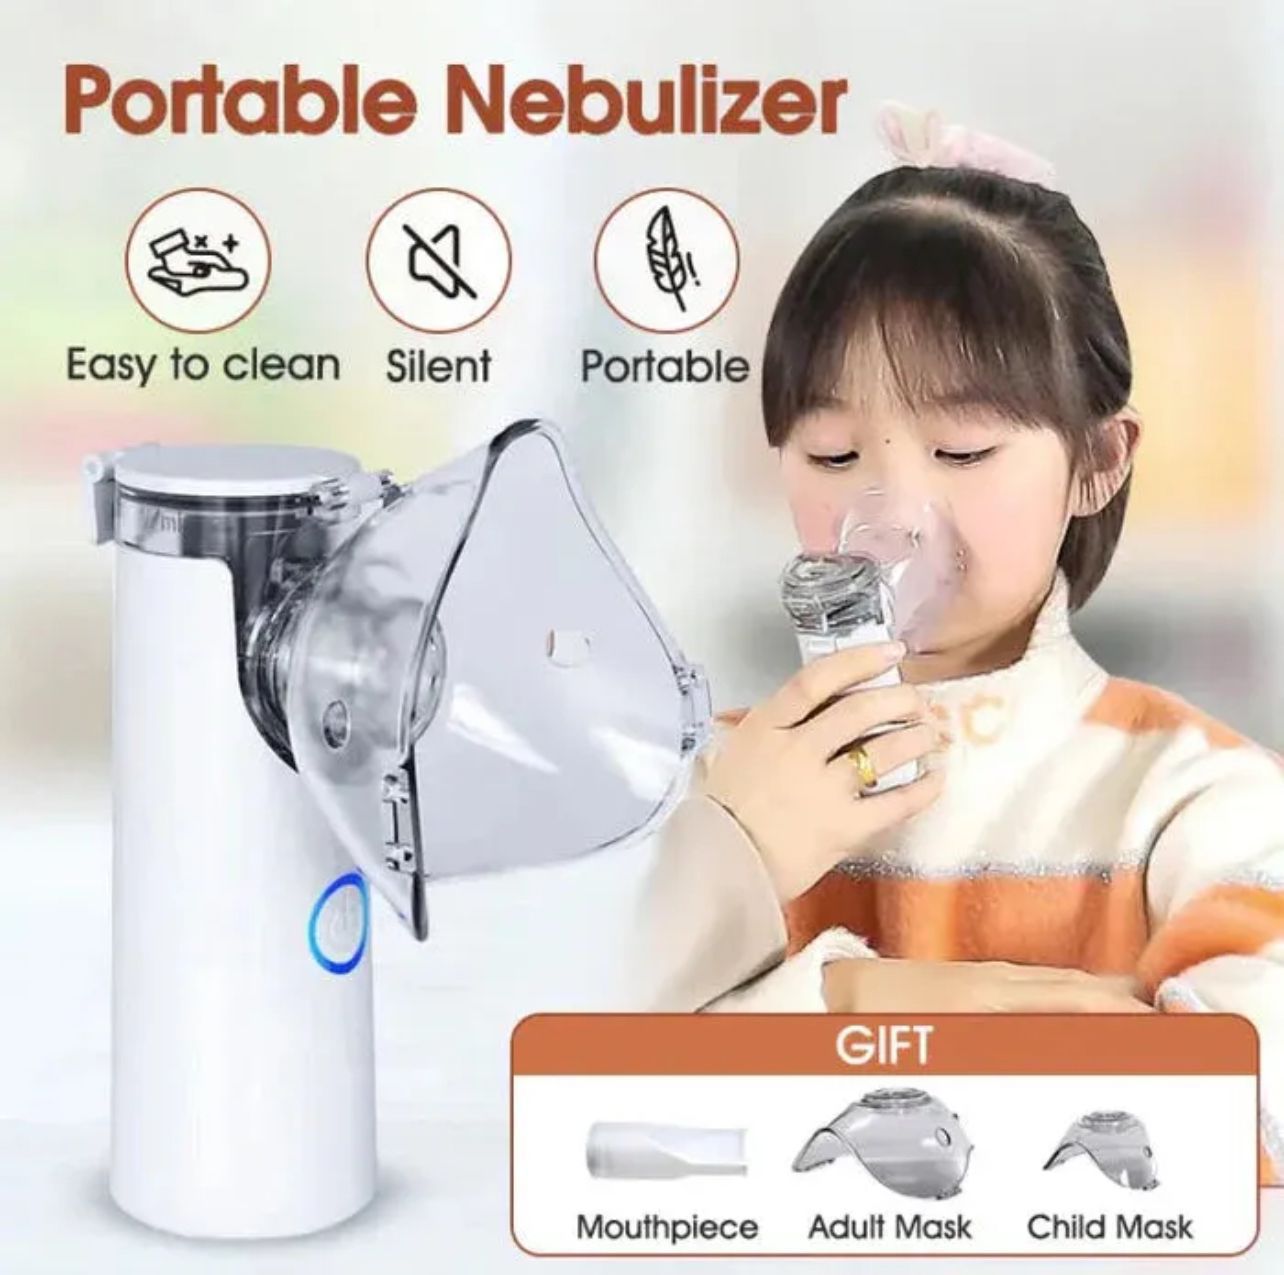 Portable Nebulizer
Easy to clean
Silent
Portable
GIFT
Mouthpiece
Adult Mask
Child Mask